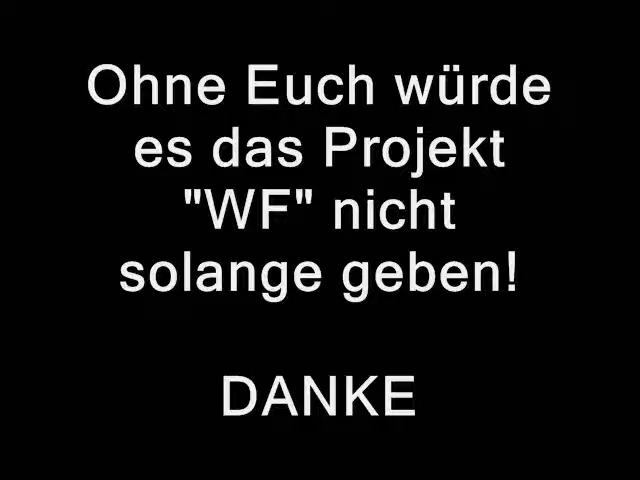 Ohne Euch würde
es das Projekt
"WF" nicht
solange geben!
DANKE